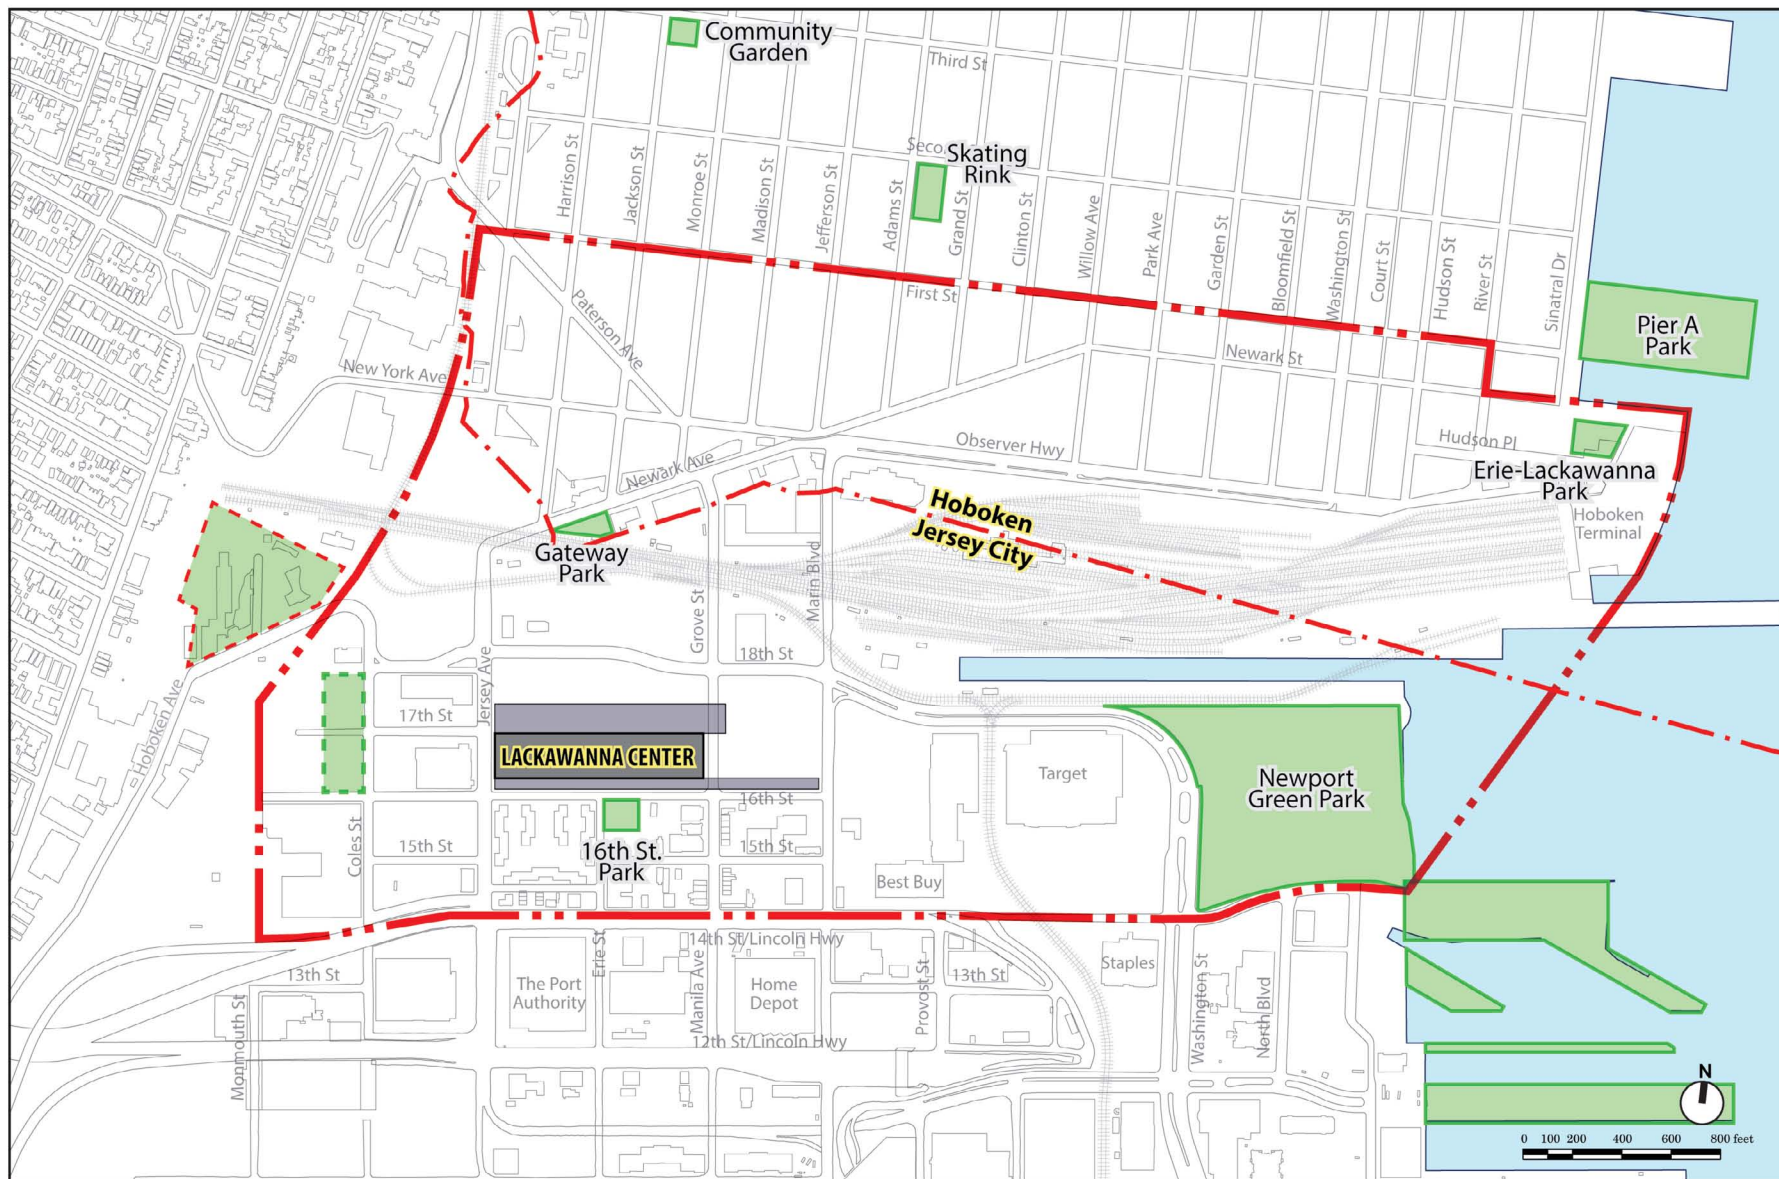 Community
Garden
Third St
Seco
Skating
Rink
Harrison St
Jackson St
Monroe St
Madison St
Jefferson St
Adams St
Grand St
Clinton St
Willow Ave
Park Ave
Garden St
Bloomfield St
Washington St
Court St
Hudson St
River St
Sinatral Dr
First St
Paterson Ave
Newark St
Pier A
Park
New York Ave
Newark Ave
Observer Hwy
Hudson Pl
Erie-Lackawanna
Park
Hoboken
Terminal
Hoboken
Jersey City
Gateway
Park
Grove St
Marin Blvd
18th St
Jersey Ave
Hoboken Ave
17th St
LACKAWANNA CENTER
16th St
Target
Newport
Green Park
Coles St
15th St
16th St.
Park
15th St
Best Buy
14th St/Lincoln Hwy
13th St
The Port
Authority
Erie St
Manila Ave
Home
Depot
Provost St
13th St
Staples
Washington St
North Blvd
Monmouth St
12th St/Lincoln Hwy
N
0 100 200 400 600 800 feet